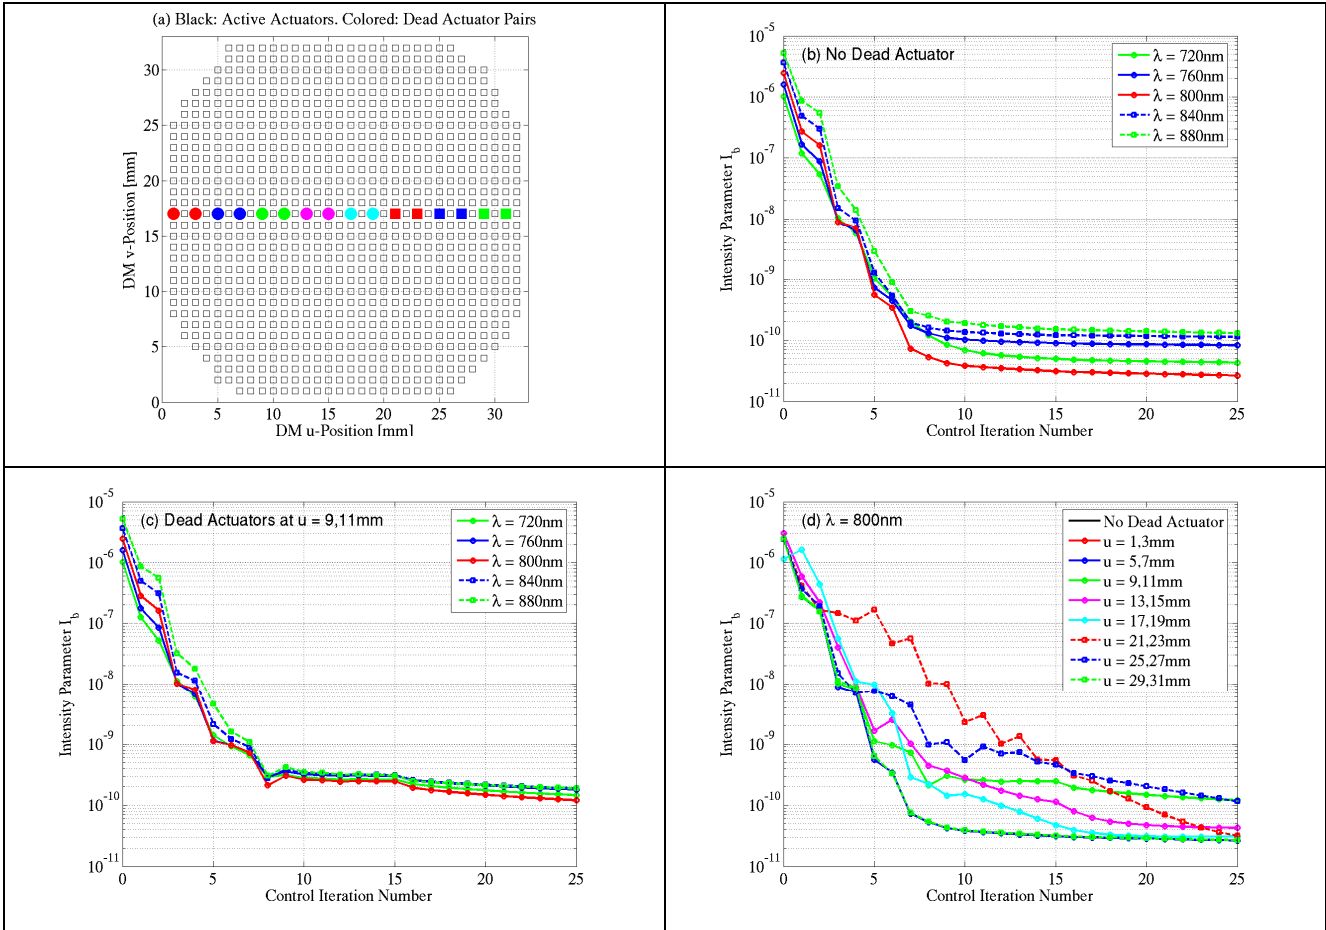 (a) Black: Active Actuators. Colored: Dead Actuator Pairs
DM v-Position [mm]
30
25
20
15
10
5
0
0 5 10 15 20 25 30
DM u-Position [mm]
(b) No Dead Actuator
λ = 720nm
λ = 760nm
λ = 800nm
λ = 840nm
λ = 880nm
Intensity Parameter I_b
10^-5
10^-6
10^-7
10^-8
10^-9
10^-10
10^-11
0 5 10 15 20 25
Control Iteration Number
(c) Dead Actuators at u = 9,11mm
λ = 720nm
λ = 760nm
λ = 800nm
λ = 840nm
λ = 880nm
Intensity Parameter I_b
10^-5
10^-6
10^-7
10^-8
10^-9
10^-10
10^-11
0 5 10 15 20 25
Control Iteration Number
(d) λ = 800nm
No Dead Actuator
u = 1,3mm
u = 5,7mm
u = 9,11mm
u = 13,15mm
u = 17,19mm
u = 21,23mm
u = 25,27mm
u = 29,31mm
Intensity Parameter I_b
10^-5
10^-6
10^-7
10^-8
10^-9
10^-10
10^-11
0 5 10 15 20 25
Control Iteration Number